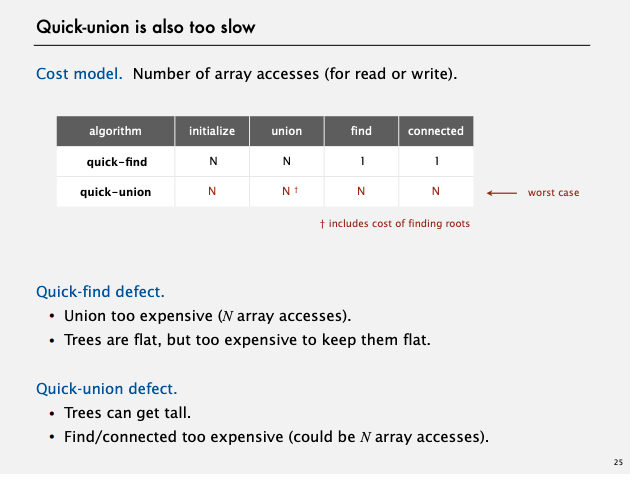 Quick-union is also too slow
Cost model. Number of array accesses (for read or write).
algorithm initialize union find connected
quick–find N N 1 1
quick–union N N † N N worst case
† includes cost of finding roots
Quick-find defect.
• Union too expensive (N array accesses).
• Trees are flat, but too expensive to keep them flat.
Quick-union defect.
• Trees can get tall.
• Find/connected too expensive (could be N array accesses).
25